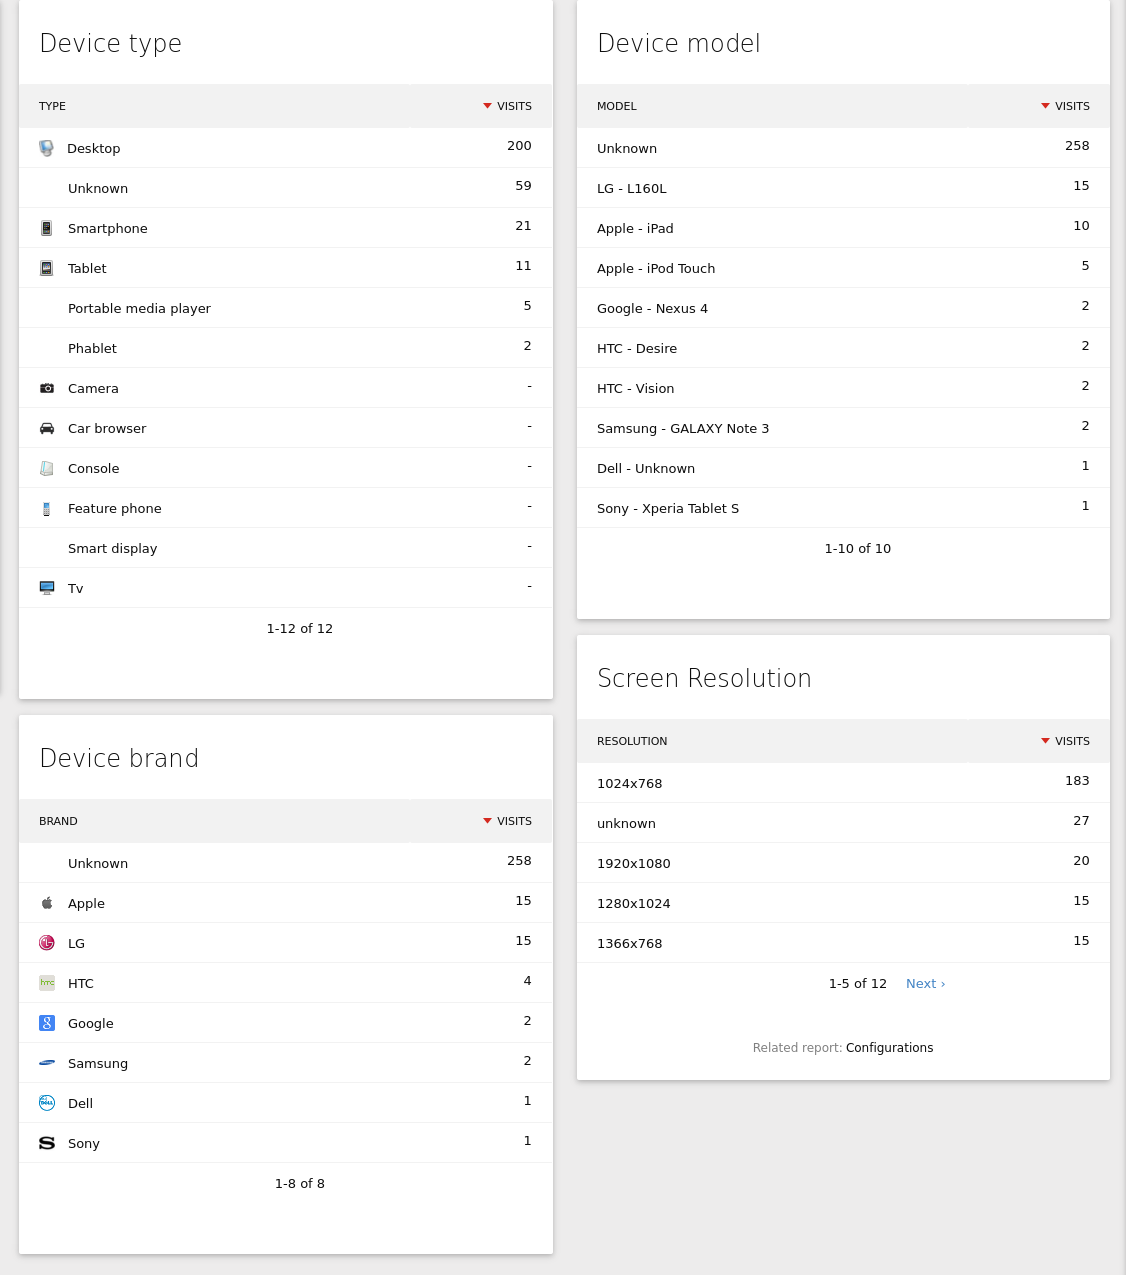 Device type
TYPE VISITS
Desktop 200
Unknown 59
Smartphone 21
Tablet 11
Portable media player 5
Phablet 2
Camera -
Car browser -
Console -
Feature phone -
Smart display -
Tv -
1-12 of 12
Device brand
BRAND VISITS
Unknown 258
Apple 15
LG 15
HTC 4
Google 2
Samsung 2
Dell 1
Sony 1
1-8 of 8
Device model
MODEL VISITS
Unknown 258
LG - L160L 15
Apple - iPad 10
Apple - iPod Touch 5
Google - Nexus 4 2
HTC - Desire 2
HTC - Vision 2
Samsung - GALAXY Note 3 2
Dell - Unknown 1
Sony - Xperia Tablet S 1
1-10 of 10
Screen Resolution
RESOLUTION VISITS
1024x768 183
unknown 27
1920x1080 20
1280x1024 15
1366x768 15
1-5 of 12 Next ›
Related report: Configurations